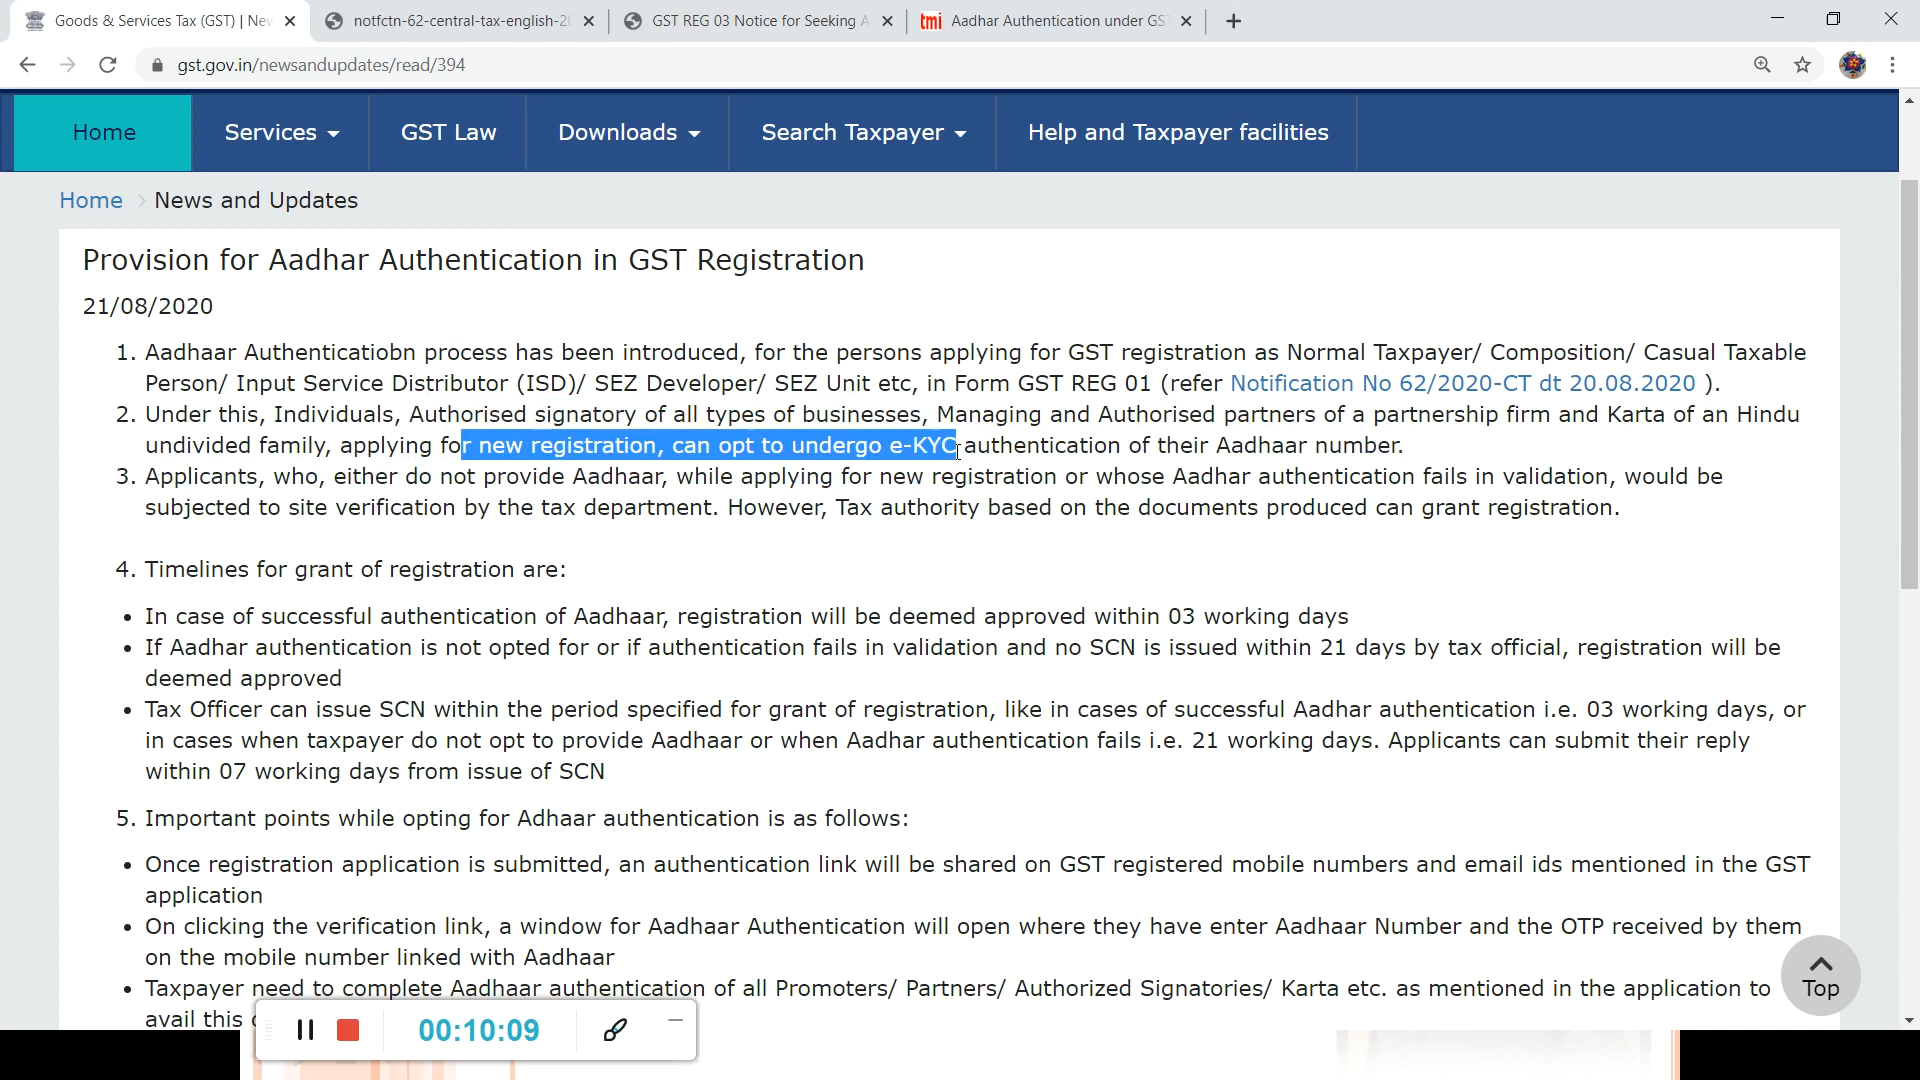 Goods & Services Tax (GST) | Ne
notfctn-62-central-tax-english-2
GST REG 03 Notice for Seeking A
tmi Aadhar Authentication under GST
gst.gov.in/newsandupdates/read/394
Home Services GST Law Downloads Search Taxpayer Help and Taxpayer facilities
Home > News and Updates
Provision for Aadhar Authentication in GST Registration
21/08/2020
1. Aadhaar Authenticatiobn process has been introduced, for the persons applying for GST registration as Normal Taxpayer/ Composition/ Casual Taxable
Person/ Input Service Distributor (ISD)/ SEZ Developer/ SEZ Unit etc, in Form GST REG 01 (refer Notification No 62/2020-CT dt 20.08.2020 ).
2. Under this, Individuals, Authorised signatory of all types of businesses, Managing and Authorised partners of a partnership firm and Karta of an Hindu
undivided family, applying for new registration, can opt to undergo e-KYC authentication of their Aadhaar number.
3. Applicants, who, either do not provide Aadhaar, while applying for new registration or whose Aadhar authentication fails in validation, would be
subjected to site verification by the tax department. However, Tax authority based on the documents produced can grant registration.
4. Timelines for grant of registration are:
• In case of successful authentication of Aadhaar, registration will be deemed approved within 03 working days
• If Aadhar authentication is not opted for or if authentication fails in validation and no SCN is issued within 21 days by tax official, registration will be
deemed approved
• Tax Officer can issue SCN within the period specified for grant of registration, like in cases of successful Aadhar authentication i.e. 03 working days, or
in cases when taxpayer do not opt to provide Aadhaar or when Aadhar authentication fails i.e. 21 working days. Applicants can submit their reply
within 07 working days from issue of SCN
5. Important points while opting for Adhaar authentication is as follows:
• Once registration application is submitted, an authentication link will be shared on GST registered mobile numbers and email ids mentioned in the GST
application
• On clicking the verification link, a window for Aadhaar Authentication will open where they have enter Aadhaar Number and the OTP received by them
on the mobile number linked with Aadhaar
• Taxpayer need to complete Aadhaar authentication of all Promoters/ Partners/ Authorized Signatories/ Karta etc. as mentioned in the application to
avail this
Top
00:10:09